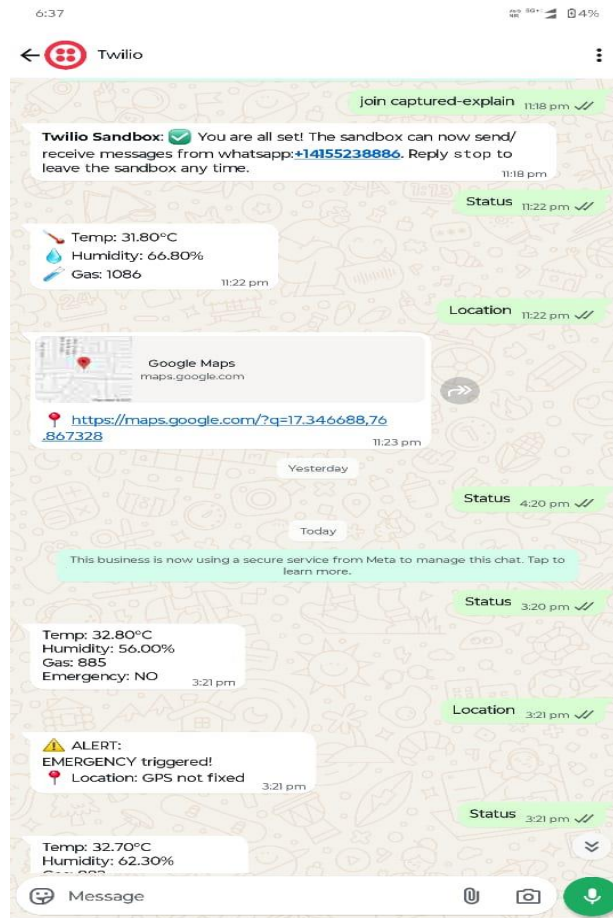 6:37
4%
Twilio
join captured-explain 11:18 pm
Twilio Sandbox: ✅ You are all set! The sandbox can now send/
receive messages from whatsapp:+14155238886. Reply stop to
leave the sandbox any time.
11:18 pm
Status 11:22 pm
🌡️ Temp: 31.80°C
💧 Humidity: 66.80%
🧪 Gas: 1086
11:22 pm
Location 11:22 pm
Google Maps
maps.google.com
📍 https://maps.google.com/?q=17.346688,76
.867328
11:23 pm
Yesterday
Status 4:20 pm
Today
This business is now using a secure service from Meta to manage this chat. Tap to
learn more.
Status 3:20 pm
Temp: 32.80°C
Humidity: 56.00%
Gas: 885
Emergency: NO
3:21 pm
Location 3:21 pm
⚠️ ALERT:
EMERGENCY triggered!
📍 Location: GPS not fixed
3:21 pm
Status 3:21 pm
Temp: 32.70°C
Humidity: 62.30%
Message